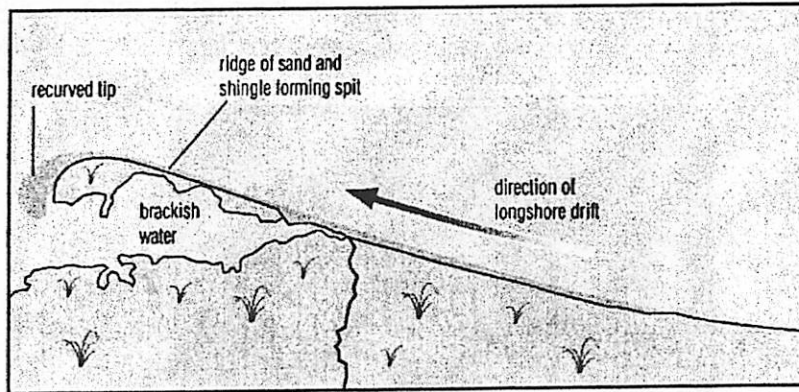 recurved tip
ridge of sand and
shingle forming spit
direction of
longshore drift
brackish
water